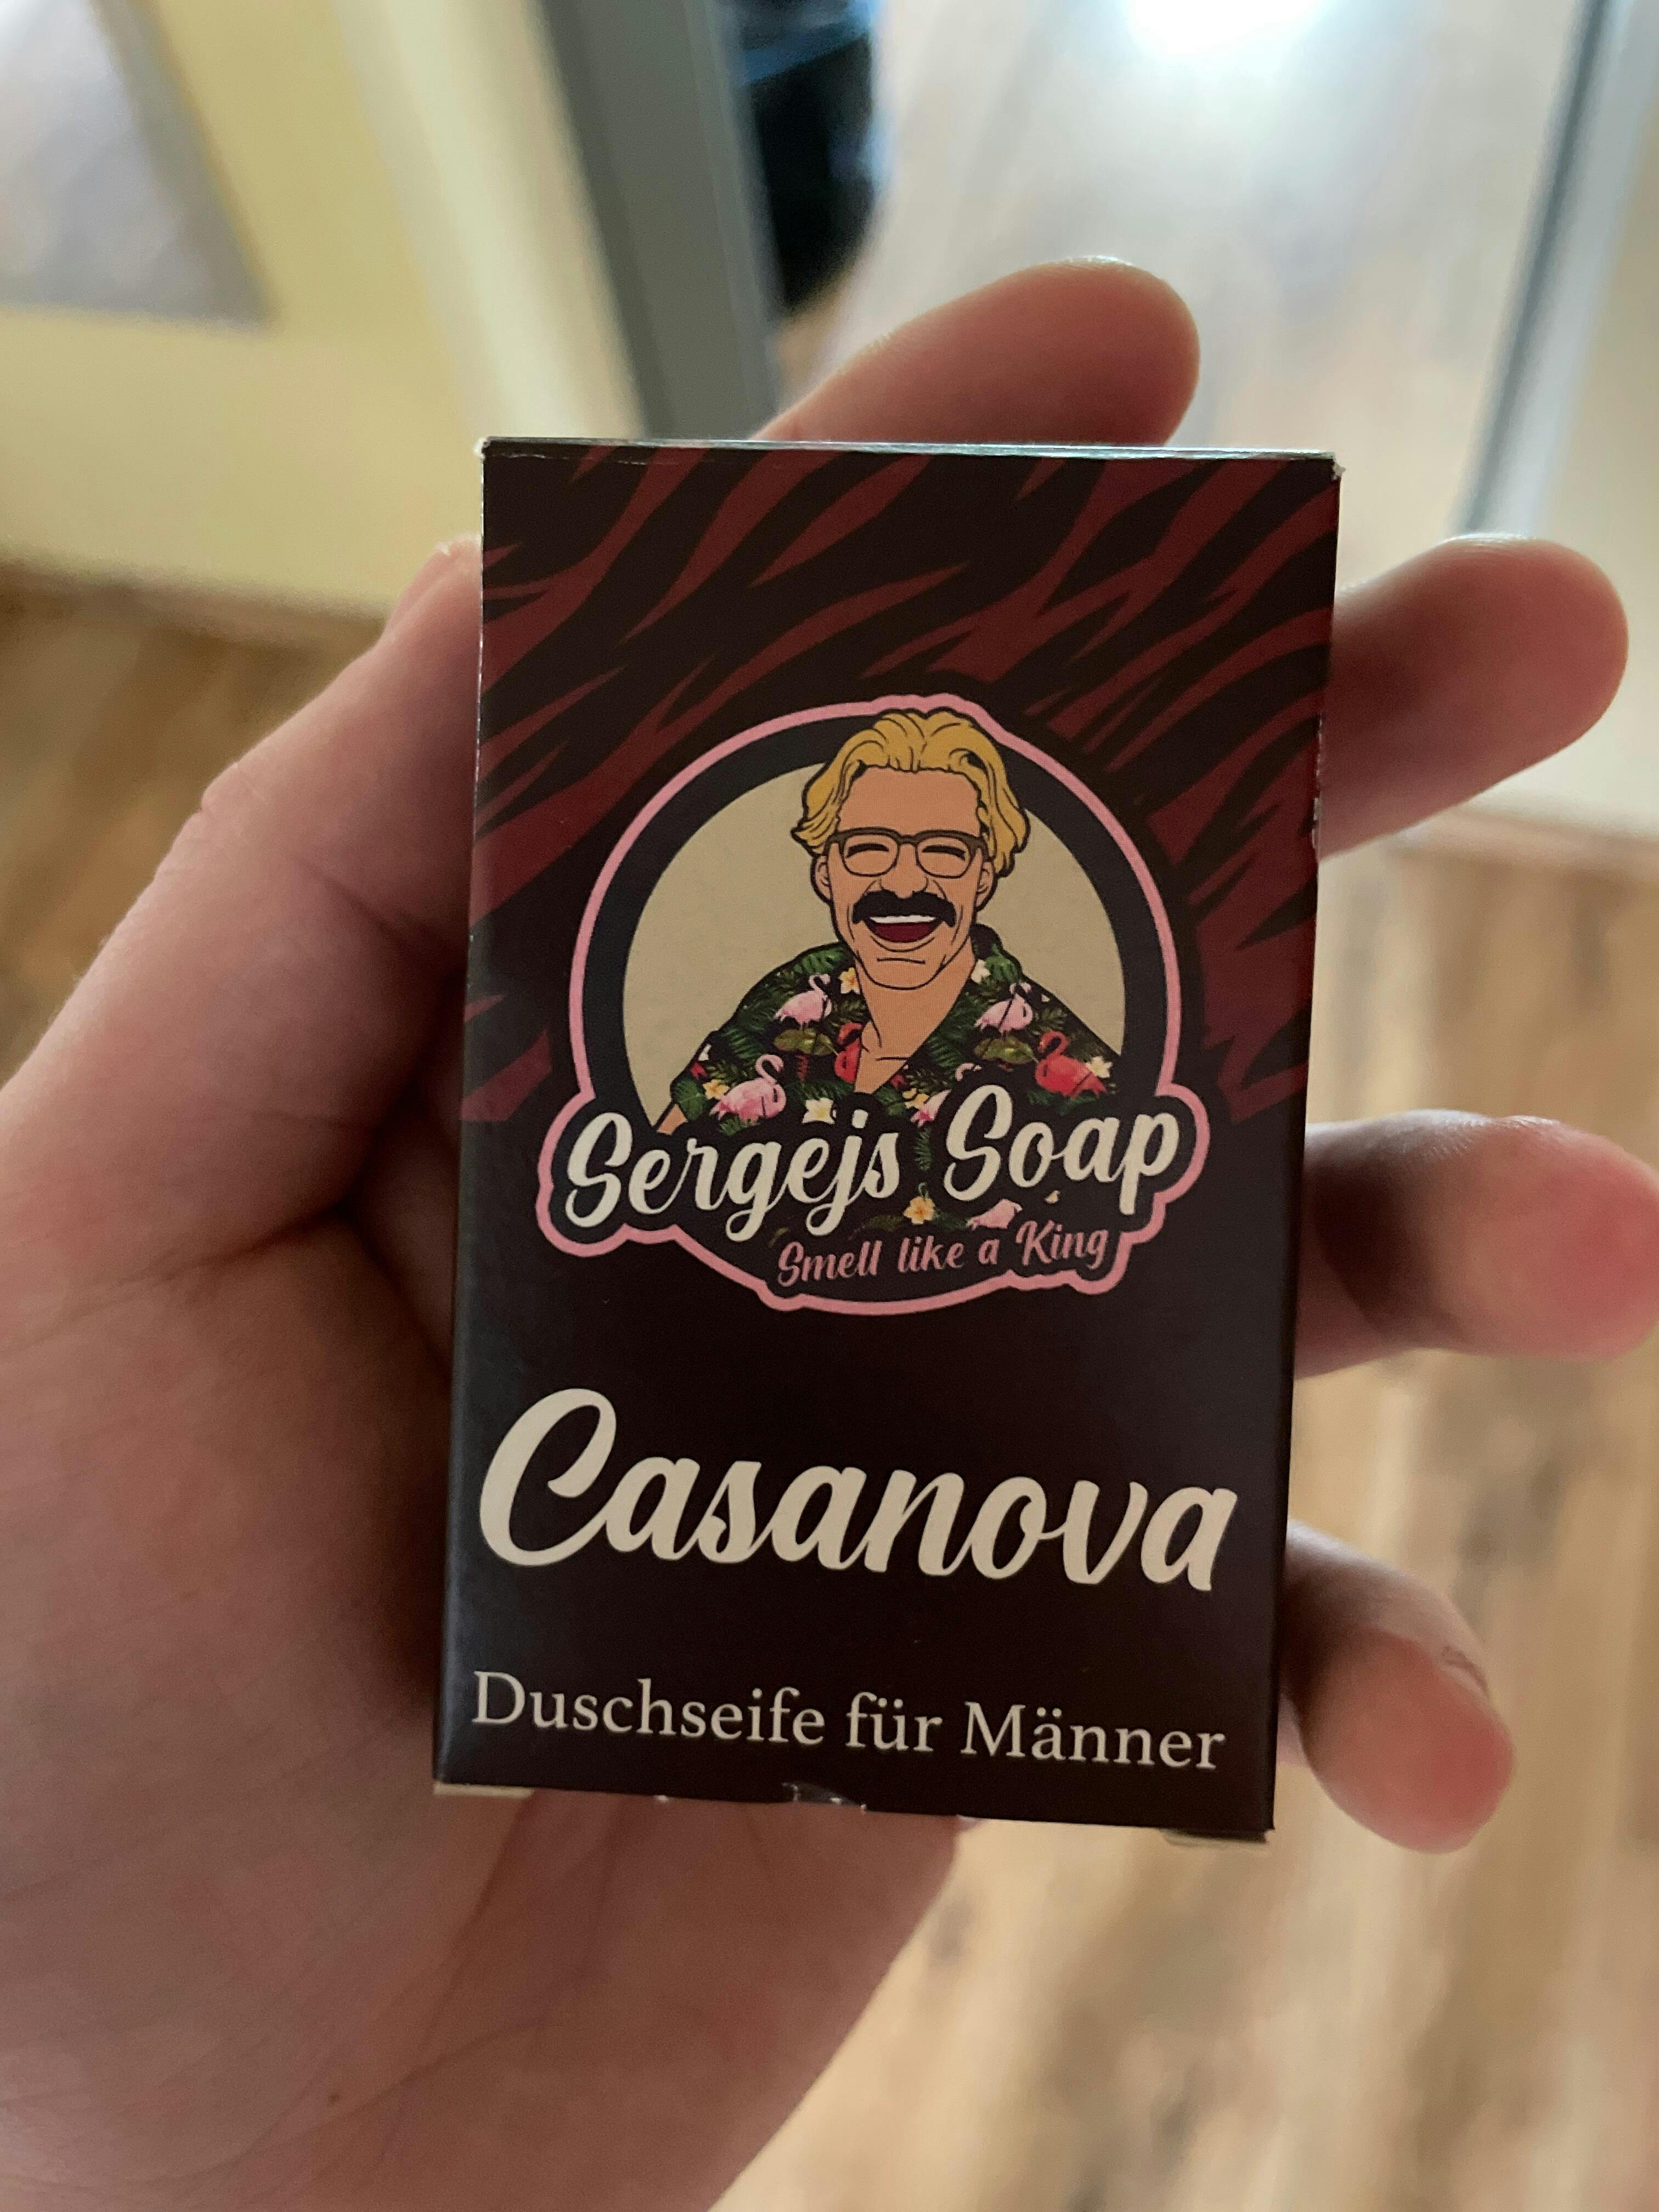 Sergejs Soap
Smell like a King
Casanova
Duschseife für Männer